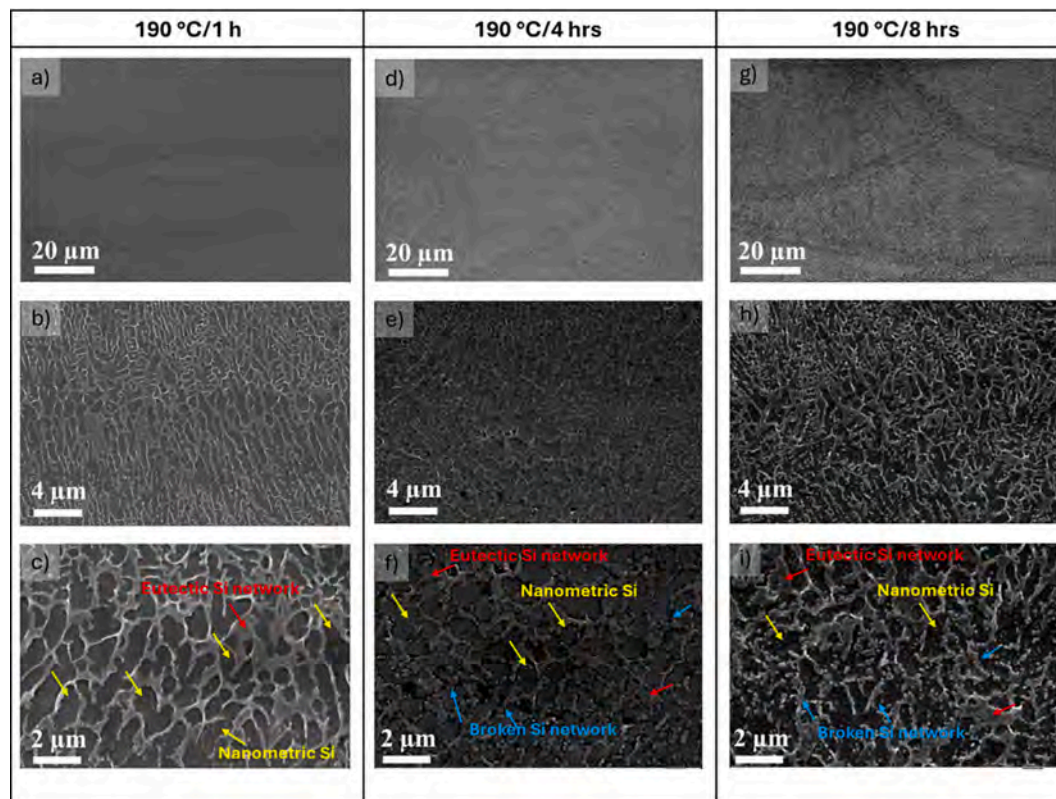 190 °C/1 h
190 °C/4 hrs
190 °C/8 hrs
a)
20 µm
d)
20 µm
g)
20 µm
b)
4 µm
e)
4 µm
h)
4 µm
c)
Eutectic Si network
Nanometric Si
2 µm
f)
Eutectic Si network
Nanometric Si
Broken Si network
2 µm
i)
Eutectic Si network
Nanometric Si
Broken Si network
2 µm